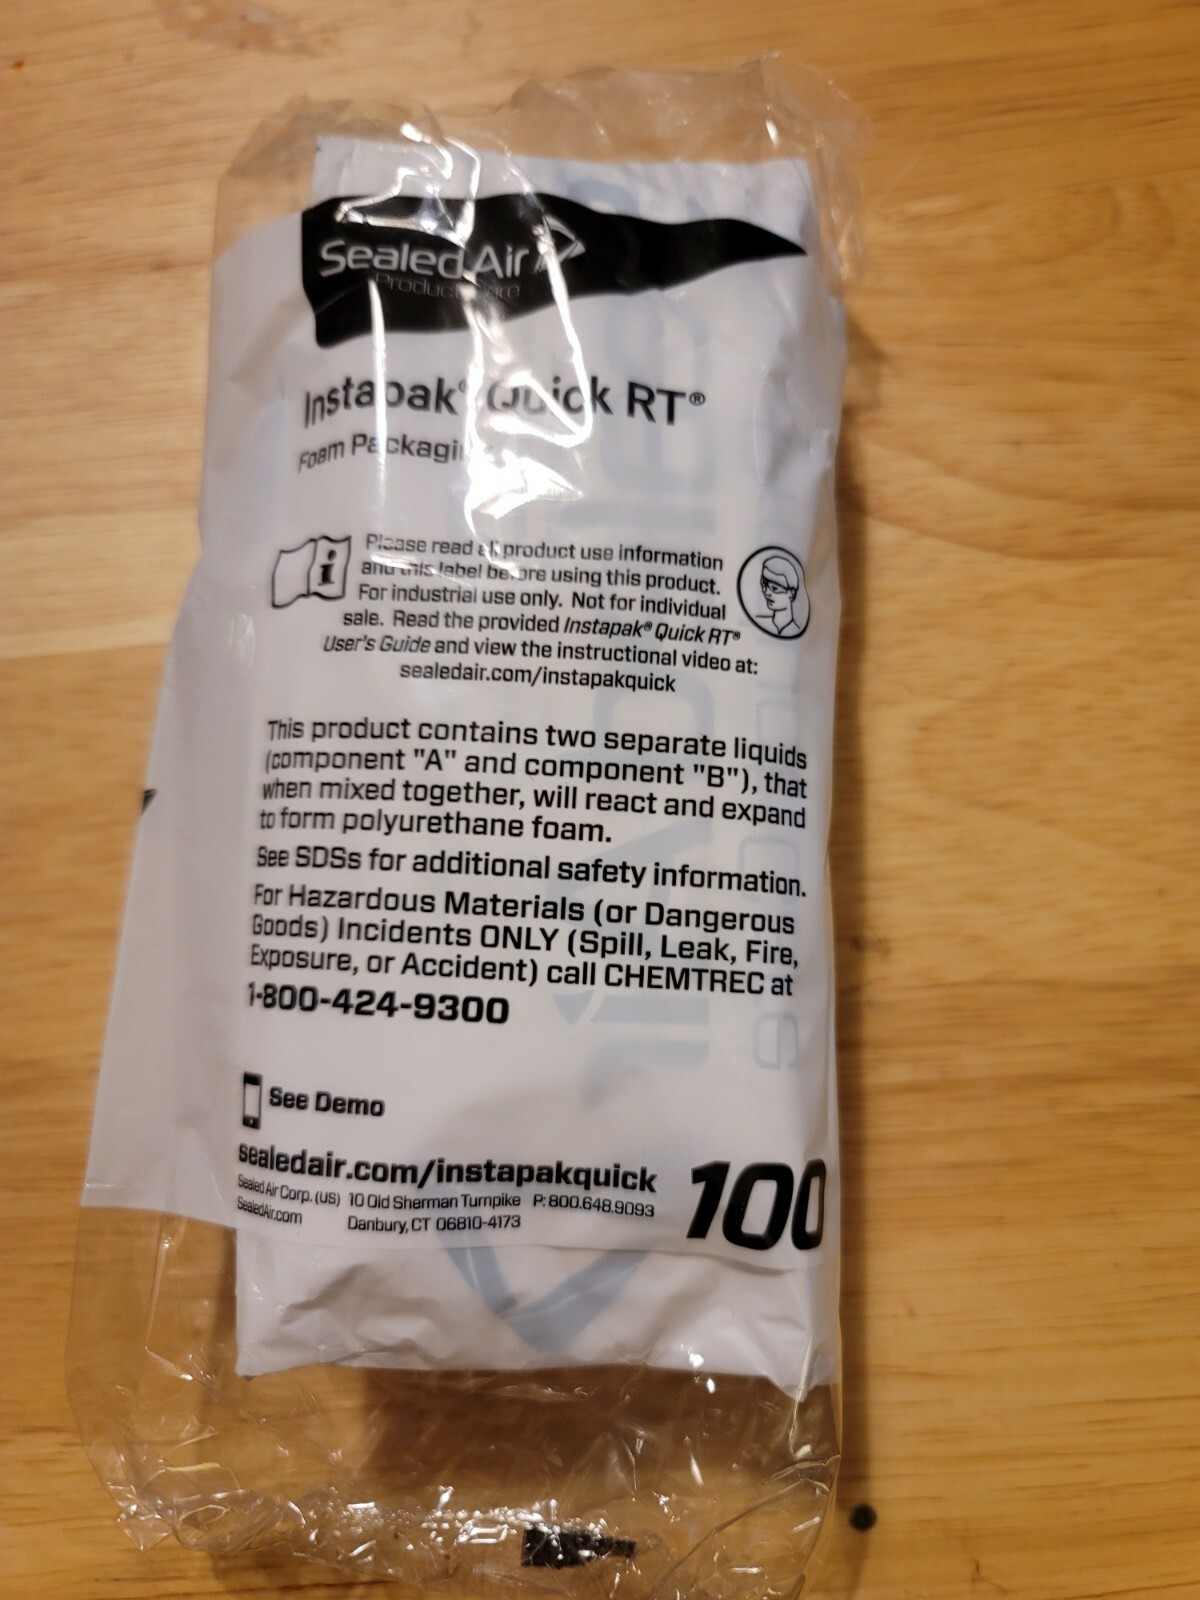 Sealed Air
Product Care
Instapak® Quick RT®
Foam Packaging
Please read all product use information
and this label before using this product.
For industrial use only. Not for individual
sale. Read the provided Instapak® Quick RT®
User's Guide and view the instructional video at:
sealedair.com/instapakquick
This product contains two separate liquids
(component "A" and component "B"), that
when mixed together, will react and expand
to form polyurethane foam.
See SDSs for additional safety information.
For Hazardous Materials (or Dangerous
Goods) Incidents ONLY (Spill, Leak, Fire,
Exposure, or Accident) call CHEMTREC at
1-800-424-9300
See Demo
sealedair.com/instapakquick
Sealed Air Corp. (US) 10 Old Sherman Turnpike P: 800.648.9093
SealedAir.com Danbury, CT 06810-4173
100